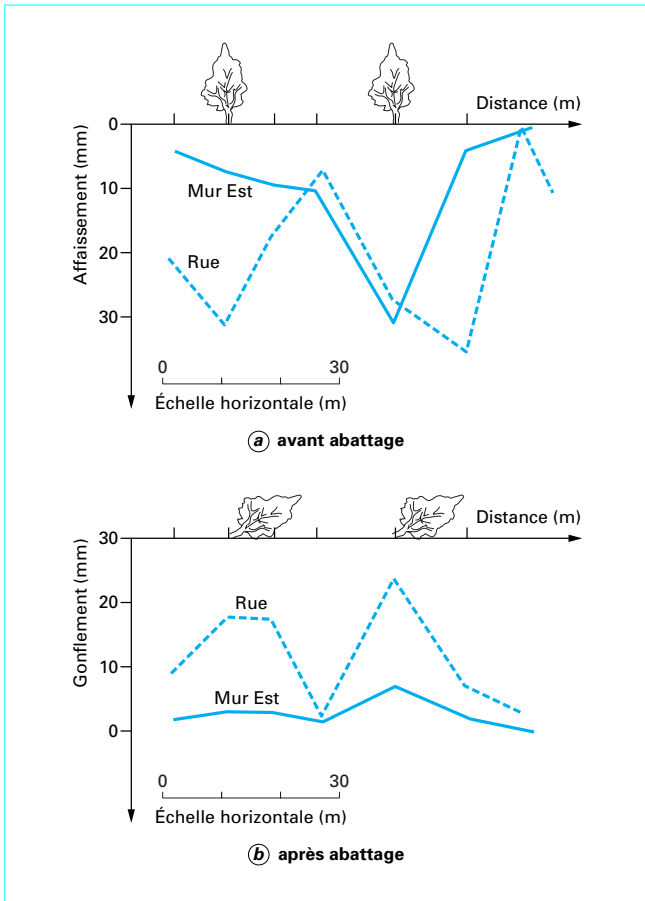 Distance (m)
0
10
20
30
Affaissement (mm)
Mur Est
Rue
0 30
Échelle horizontale (m)
a avant abattage
Distance (m)
30
20
10
0
Gonflement (mm)
Rue
Mur Est
0 30
Échelle horizontale (m)
b après abattage